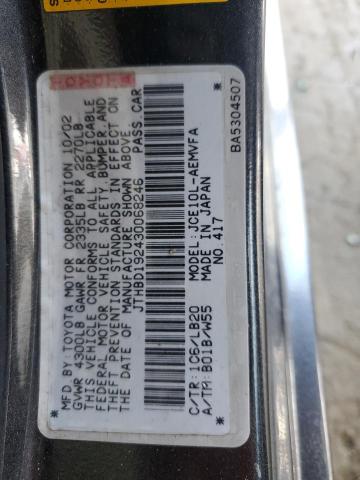 MFD BY: TOYOTA MOTOR CORPORATION 10/02
GVWR 4300LB GAWR FR 2335LB RR 2270LB
THIS VEHICLE CONFORMS TO ALL APPLICABLE
FEDERAL MOTOR VEHICLE SAFETY, BUMPER, AND
THEFT PREVENTION STANDARDS IN EFFECT ON THE
DATE OF MANUFACTURE SHOWN ABOVE.
JTHBD192430068246 PASS.CAR
C/TR: 1C6/LB20 MODEL: JCE10L-AEMVFA
A/TM: B01B/W55 MADE IN JAPAN
NO. 417
BA5304507